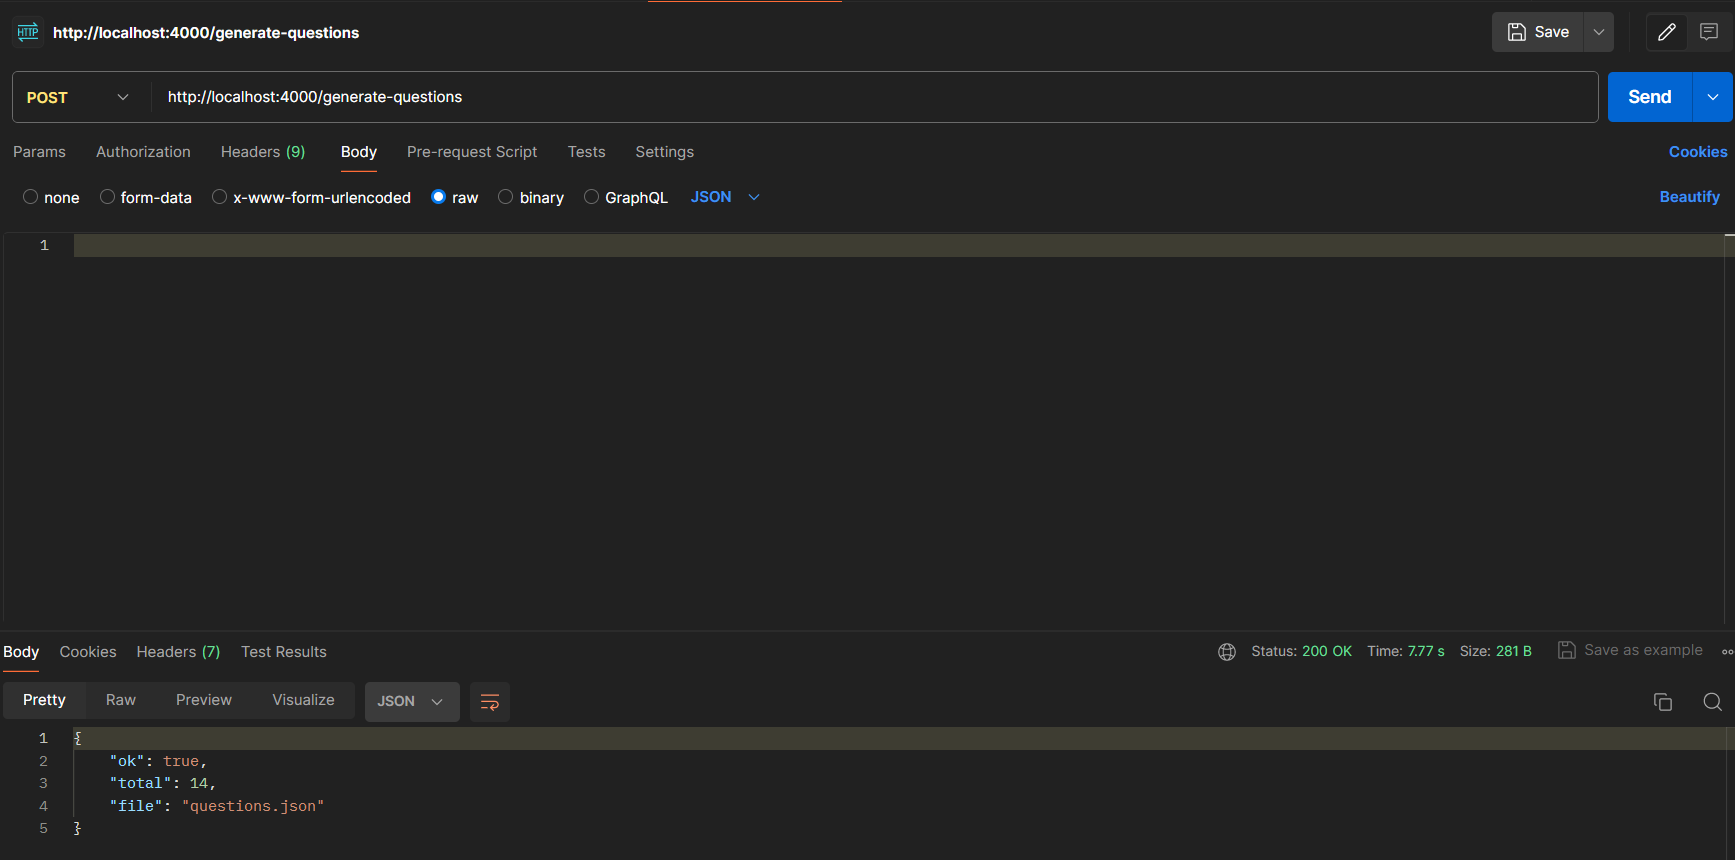 HTTP http://localhost:4000/generate-questions Save
POST http://localhost:4000/generate-questions Send
Params Authorization Headers (9) Body Pre-request Script Tests Settings Cookies
none form-data x-www-form-urlencoded raw binary GraphQL JSON Beautify
1
Body Cookies Headers (7) Test Results Status: 200 OK Time: 7.77 s Size: 281 B Save as example
Pretty Raw Preview Visualize JSON
1 {
2 "ok": true,
3 "total": 14,
4 "file": "questions.json"
5 }